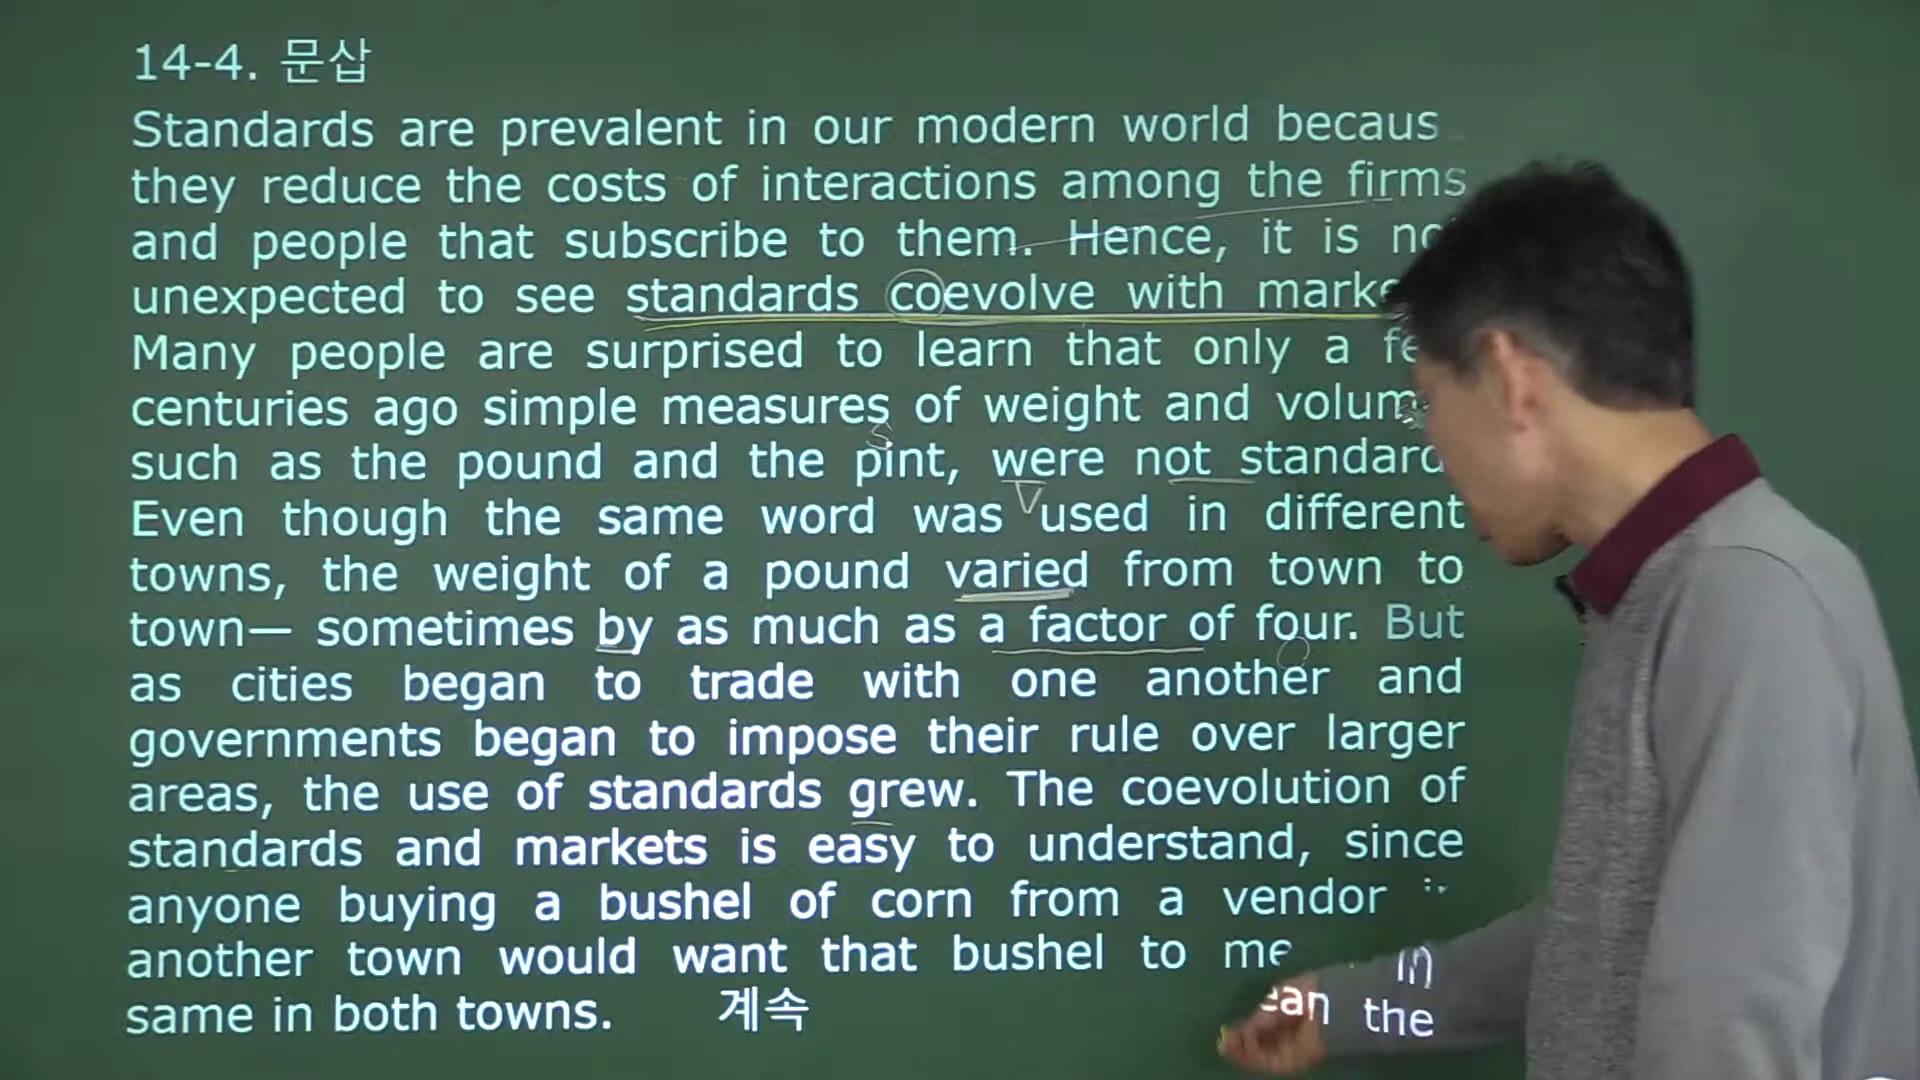 14-4. 문삽
Standards are prevalent in our modern world becaus
they reduce the costs of interactions among the firms
and people that subscribe to them. Hence, it is
unexpected to see standards coevolve with
Many people are surprised to learn that only a
centuries ago simple measures of weight and
such as the pound and the pint, were not standard
Even though the same word was used in different
towns, the weight of a pound varied from town to
town— sometimes by as much as a factor of four. But
as cities began to trade with one another and
governments began to impose their rule over larger
areas, the use of standards grew. The coevolution of
standards and markets is easy to understand, since
anyone buying a bushel of corn from a vendor in
another town would want that bushel to mean the
same in both towns. 계속